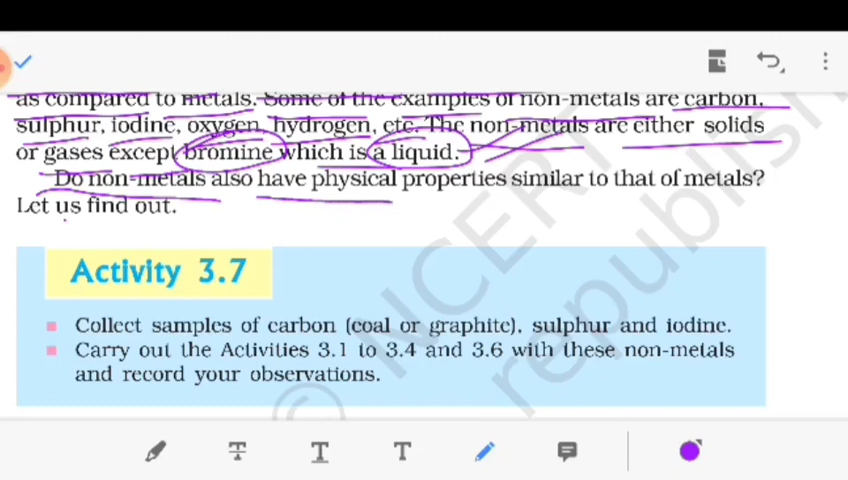 as compared to metals. Some of the examples of non-metals are carbon,
sulphur, iodine, oxygen, hydrogen, etc. The non-metals are either solids
or gases except bromine which is a liquid.
Do non-metals also have physical properties similar to that of metals?
Let us find out.
Activity 3.7
Collect samples of carbon (coal or graphite), sulphur and iodine.
Carry out the Activities 3.1 to 3.4 and 3.6 with these non-metals
and record your observations.
© NCERT
republish
T
T
T